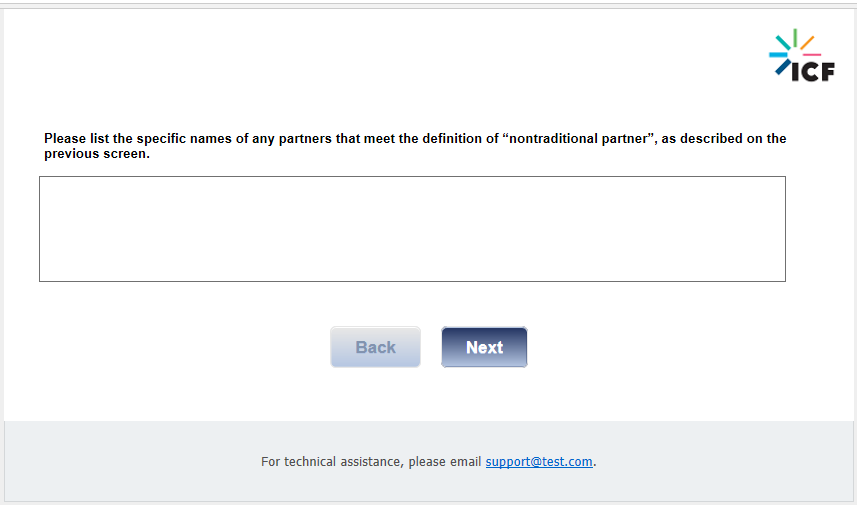 ICF
Please list the specific names of any partners that meet the definition of “nontraditional partner”, as described on the
previous screen.
Back
Next
For technical assistance, please email support@test.com.